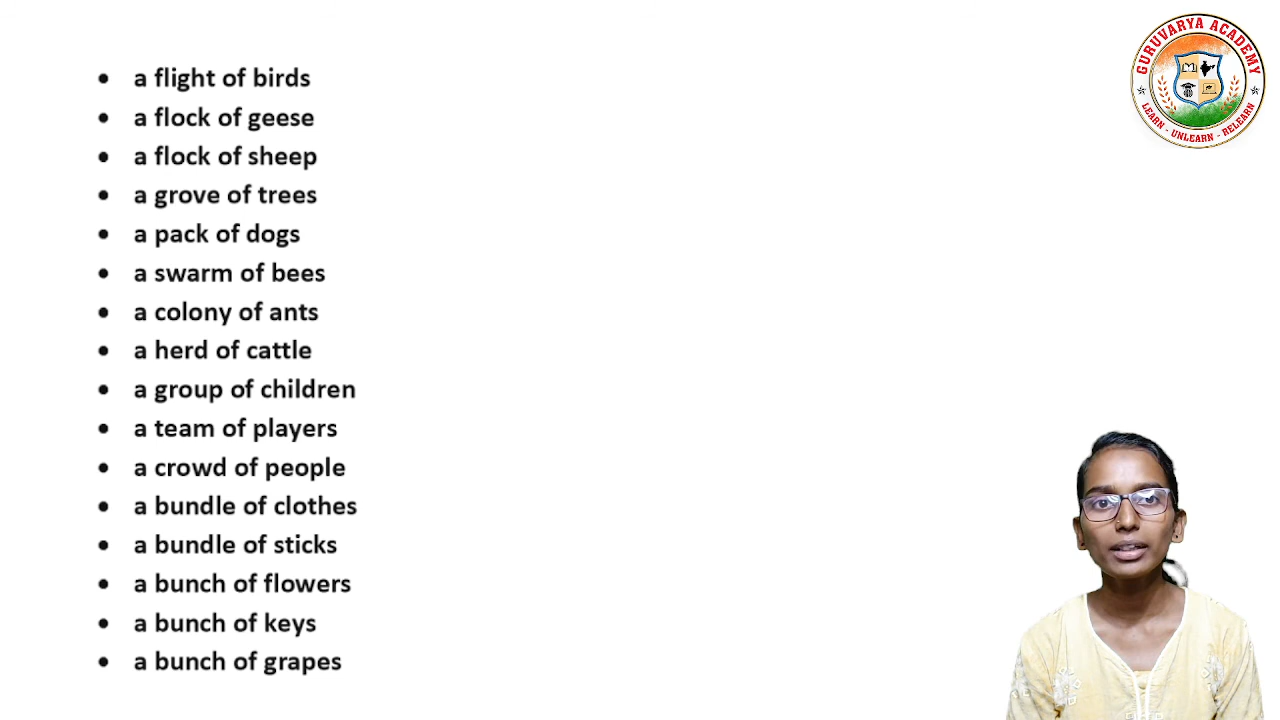 • a flight of birds
• a flock of geese
• a flock of sheep
• a grove of trees
• a pack of dogs
• a swarm of bees
• a colony of ants
• a herd of cattle
• a group of children
• a team of players
• a crowd of people
• a bundle of clothes
• a bundle of sticks
• a bunch of flowers
• a bunch of keys
• a bunch of grapes
GURUVARYA ACADEMY
LEARN - UNLEARN - RELEARN